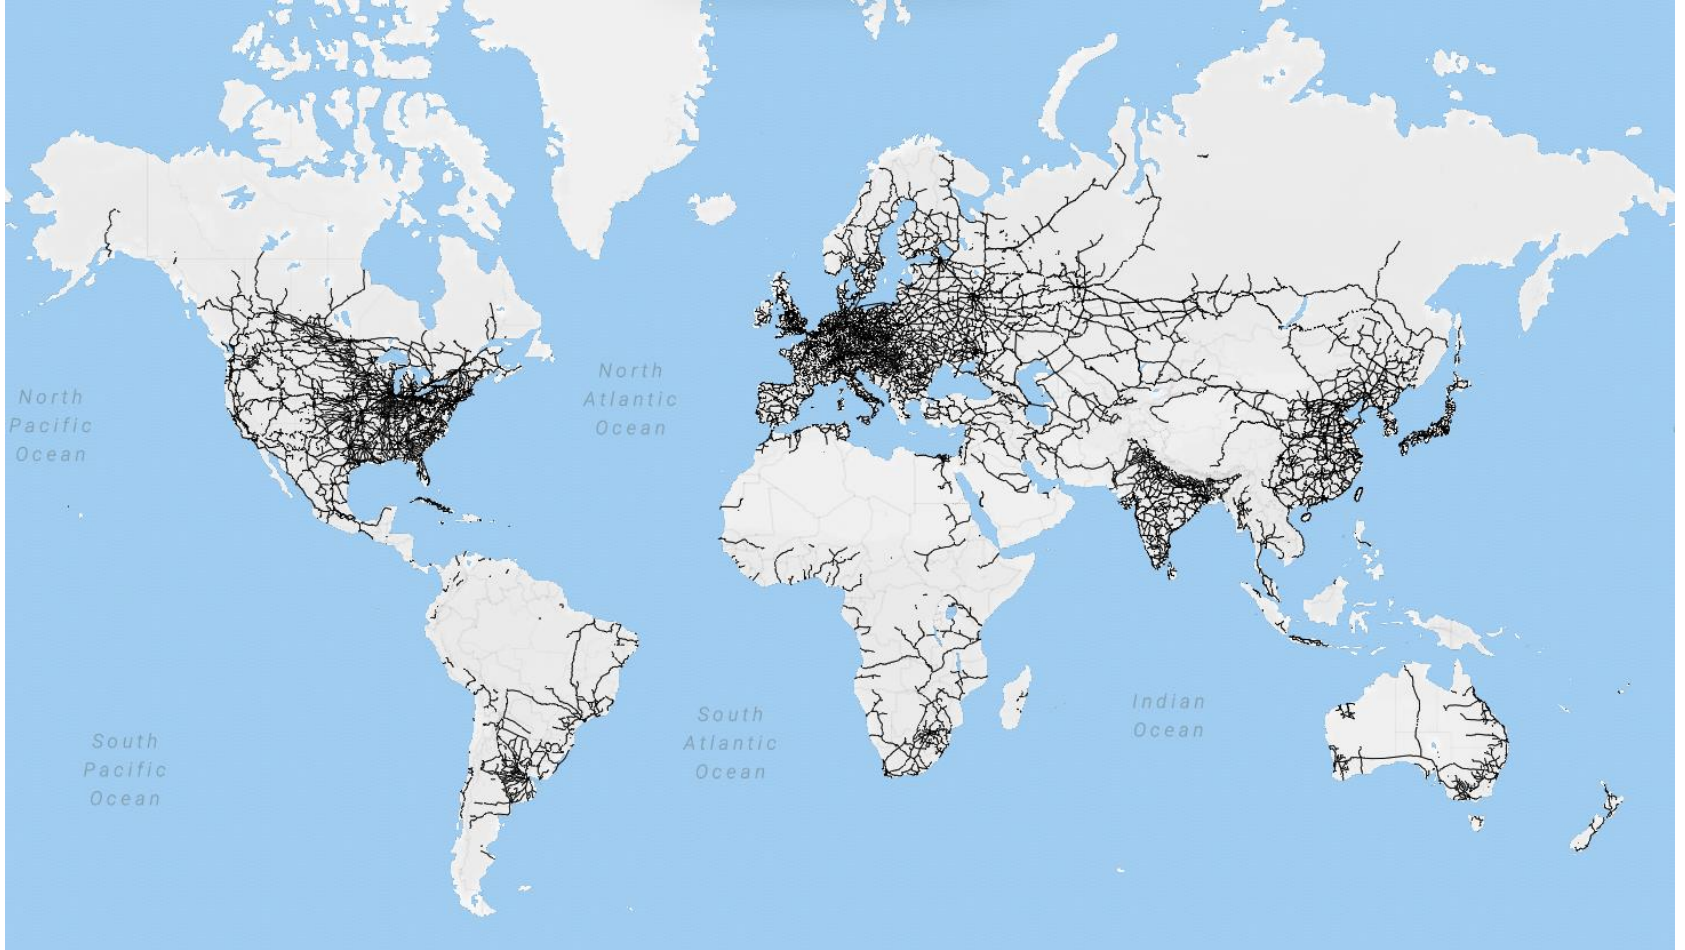 North
Pacific
Ocean
North
Atlantic
Ocean
South
Pacific
Ocean
South
Atlantic
Ocean
Indian
Ocean